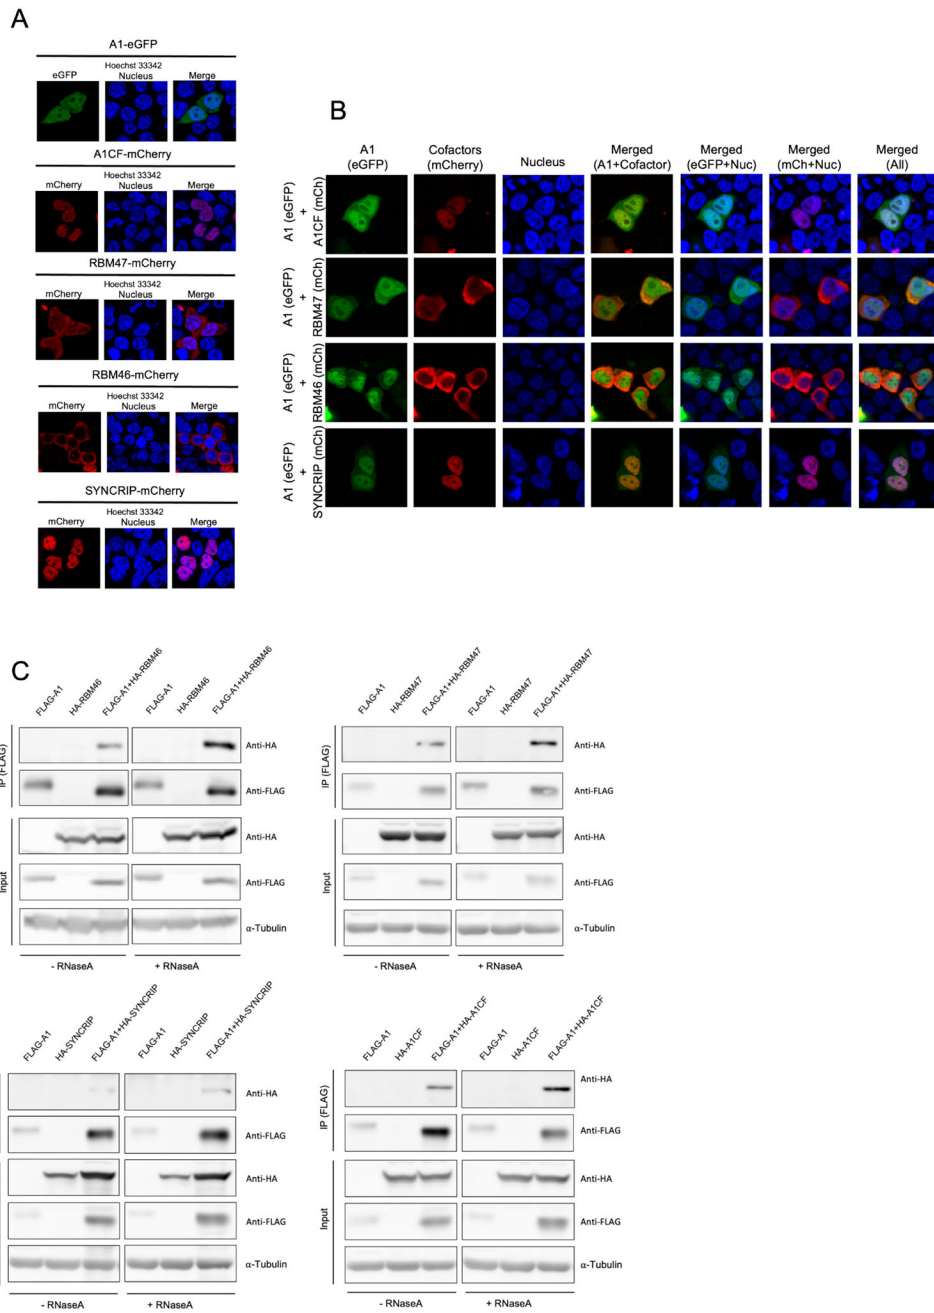 A
A1-eGFP
eGFP
Hoechst 33342
Nucleus
Merge
A1CF-mCherry
mCherry
Hoechst 33342
Nucleus
Merge
RBM47-mCherry
mCherry
Hoechst 33342
Nucleus
Merge
RBM46-mCherry
mCherry
Hoechst 33342
Nucleus
Merge
SYNCRIP-mCherry
mCherry
Hoechst 33342
Nucleus
Merge
B
A1
(eGFP)
Cofactors
(mCherry)
Nucleus
Merged
(A1+Cofactor)
Merged
(eGFP+Nuc)
Merged
(mCh+Nuc)
Merged
(All)
A1 (eGFP)
+
A1CF (mCh)
A1 (eGFP)
+
RBM47 (mCh)
A1 (eGFP)
+
RBM46 (mCh)
A1 (eGFP)
+
SYNCRIP (mCh)
C
FLAG-A1
HA-RBM46
FLAG-A1+HA-RBM46
FLAG-A1
HA-RBM46
FLAG-A1+HA-RBM46
IP (FLAG)
Anti-HA
Anti-FLAG
Input
Anti-HA
Anti-FLAG
α-Tubulin
- RNaseA
+ RNaseA
FLAG-A1
HA-RBM47
FLAG-A1+HA-RBM47
FLAG-A1
HA-RBM47
FLAG-A1+HA-RBM47
IP (FLAG)
Anti-HA
Anti-FLAG
Input
Anti-HA
Anti-FLAG
α-Tubulin
- RNaseA
+ RNaseA
FLAG-A1
HA-SYNCRIP
FLAG-A1+HA-SYNCRIP
FLAG-A1
HA-SYNCRIP
FLAG-A1+HA-SYNCRIP
Anti-HA
Anti-FLAG
Anti-HA
Anti-FLAG
α-Tubulin
- RNaseA
+ RNaseA
FLAG-A1
HA-A1CF
FLAG-A1+HA-A1CF
FLAG-A1
HA-A1CF
FLAG-A1+HA-A1CF
IP (FLAG)
Anti-HA
Anti-FLAG
Input
Anti-HA
Anti-FLAG
α-Tubulin
- RNaseA
+ RNaseA